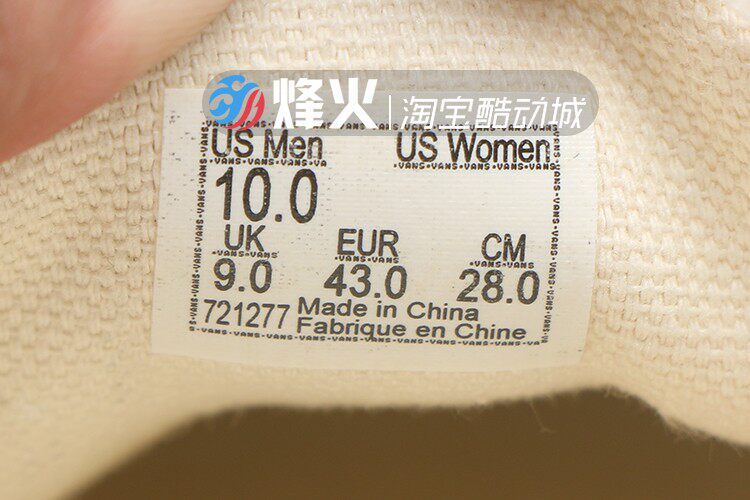 烽火 | 淘宝酷动城
US Men US Women
10.0
UK EUR CM
9.0 43.0 28.0
721277 Made in China
Fabrique en Chine